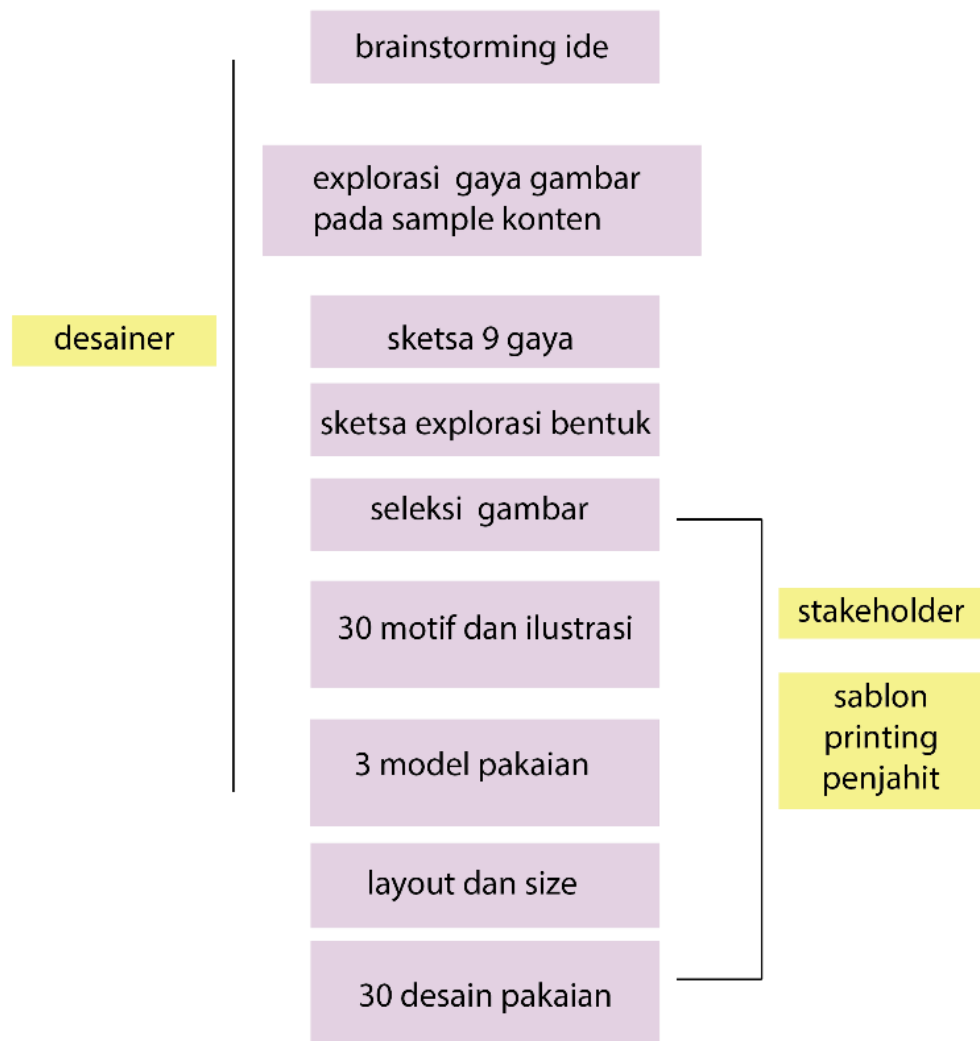 brainstorming ide
explorasi gaya gambar
pada sample konten
desainer
sketsa 9 gaya
sketsa explorasi bentuk
seleksi gambar
30 motif dan ilustrasi
stakeholder
sablon
printing
penjahit
3 model pakaian
layout dan size
30 desain pakaian